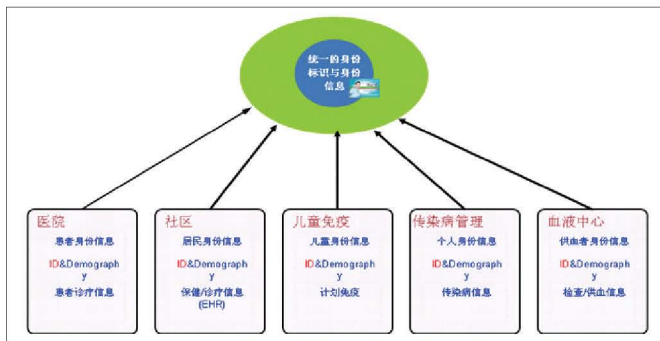 统一的身份
标识与身份
信息
医院
患者身份信息
ID&Demograph
y
患者诊疗信息
社区
居民身份信息
ID&Demograph
y
保健/诊疗信息
(EHR)
儿童免疫
儿童身份信息
ID&Demograph
y
计划免疫
传染病管理
个人身份信息
ID&Demograph
y
传染病信息
血液中心
供血者身份信息
ID&Demograph
y
检查/供血信息